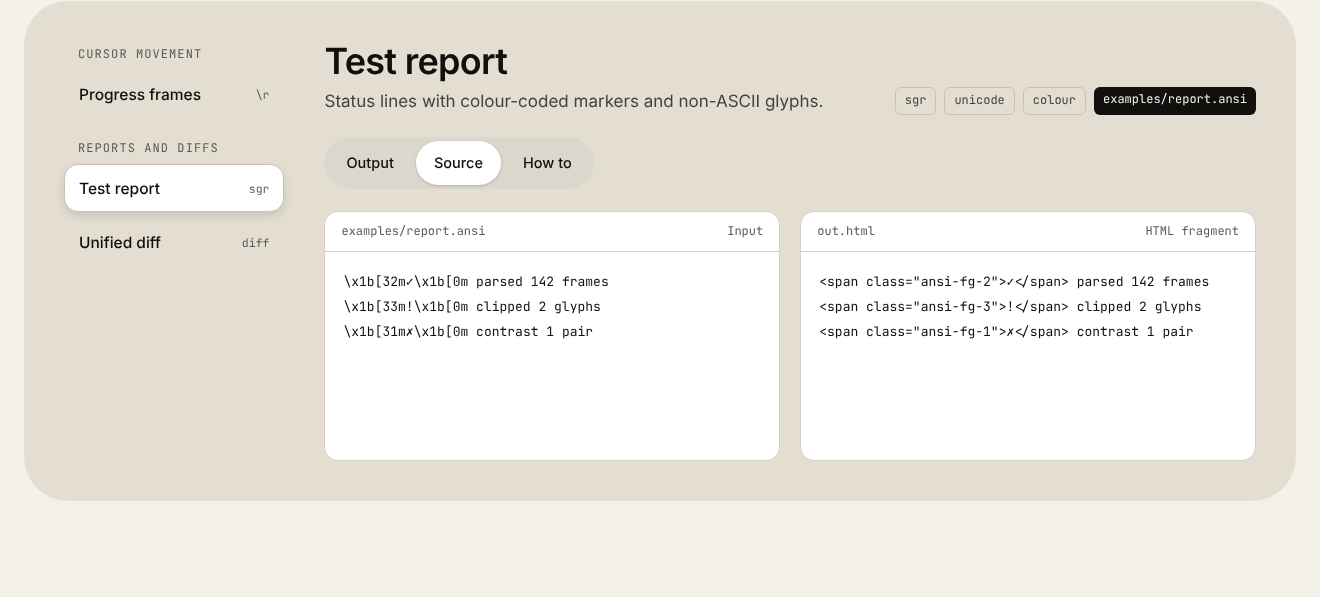 CURSOR MOVEMENT
Progress frames \r
REPORTS AND DIFFS
Test report sgr
Unified diff diff
Test report
Status lines with colour-coded markers and non-ASCII glyphs.
sgr unicode colour examples/report.ansi
Output Source How to
examples/report.ansi Input
\x1b[32m✓\x1b[0m parsed 142 frames
\x1b[33m!\x1b[0m clipped 2 glyphs
\x1b[31m✗\x1b[0m contrast 1 pair
out.html HTML fragment
<span class="ansi-fg-2">✓</span> parsed 142 frames
<span class="ansi-fg-3">!</span> clipped 2 glyphs
<span class="ansi-fg-1">✗</span> contrast 1 pair